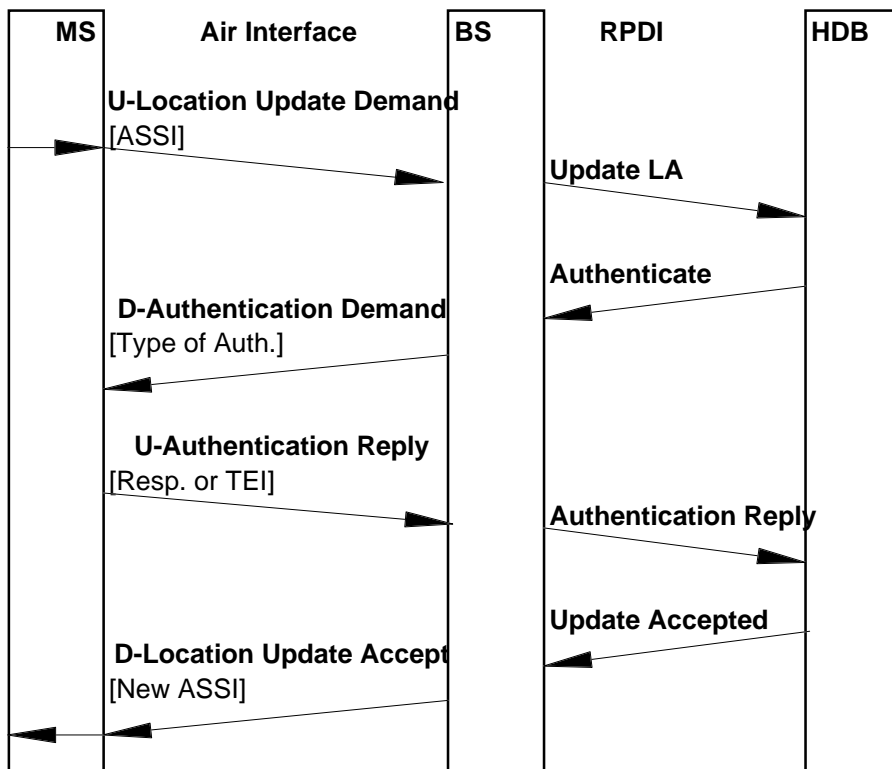 MS Air Interface BS RPDI HDB
U-Location Update Demand
[ASSI]
Update LA
Authenticate
D-Authentication Demand
[Type of Auth.]
U-Authentication Reply
[Resp. or TEI]
Authentication Reply
Update Accepted
D-Location Update Accept
[New ASSI]